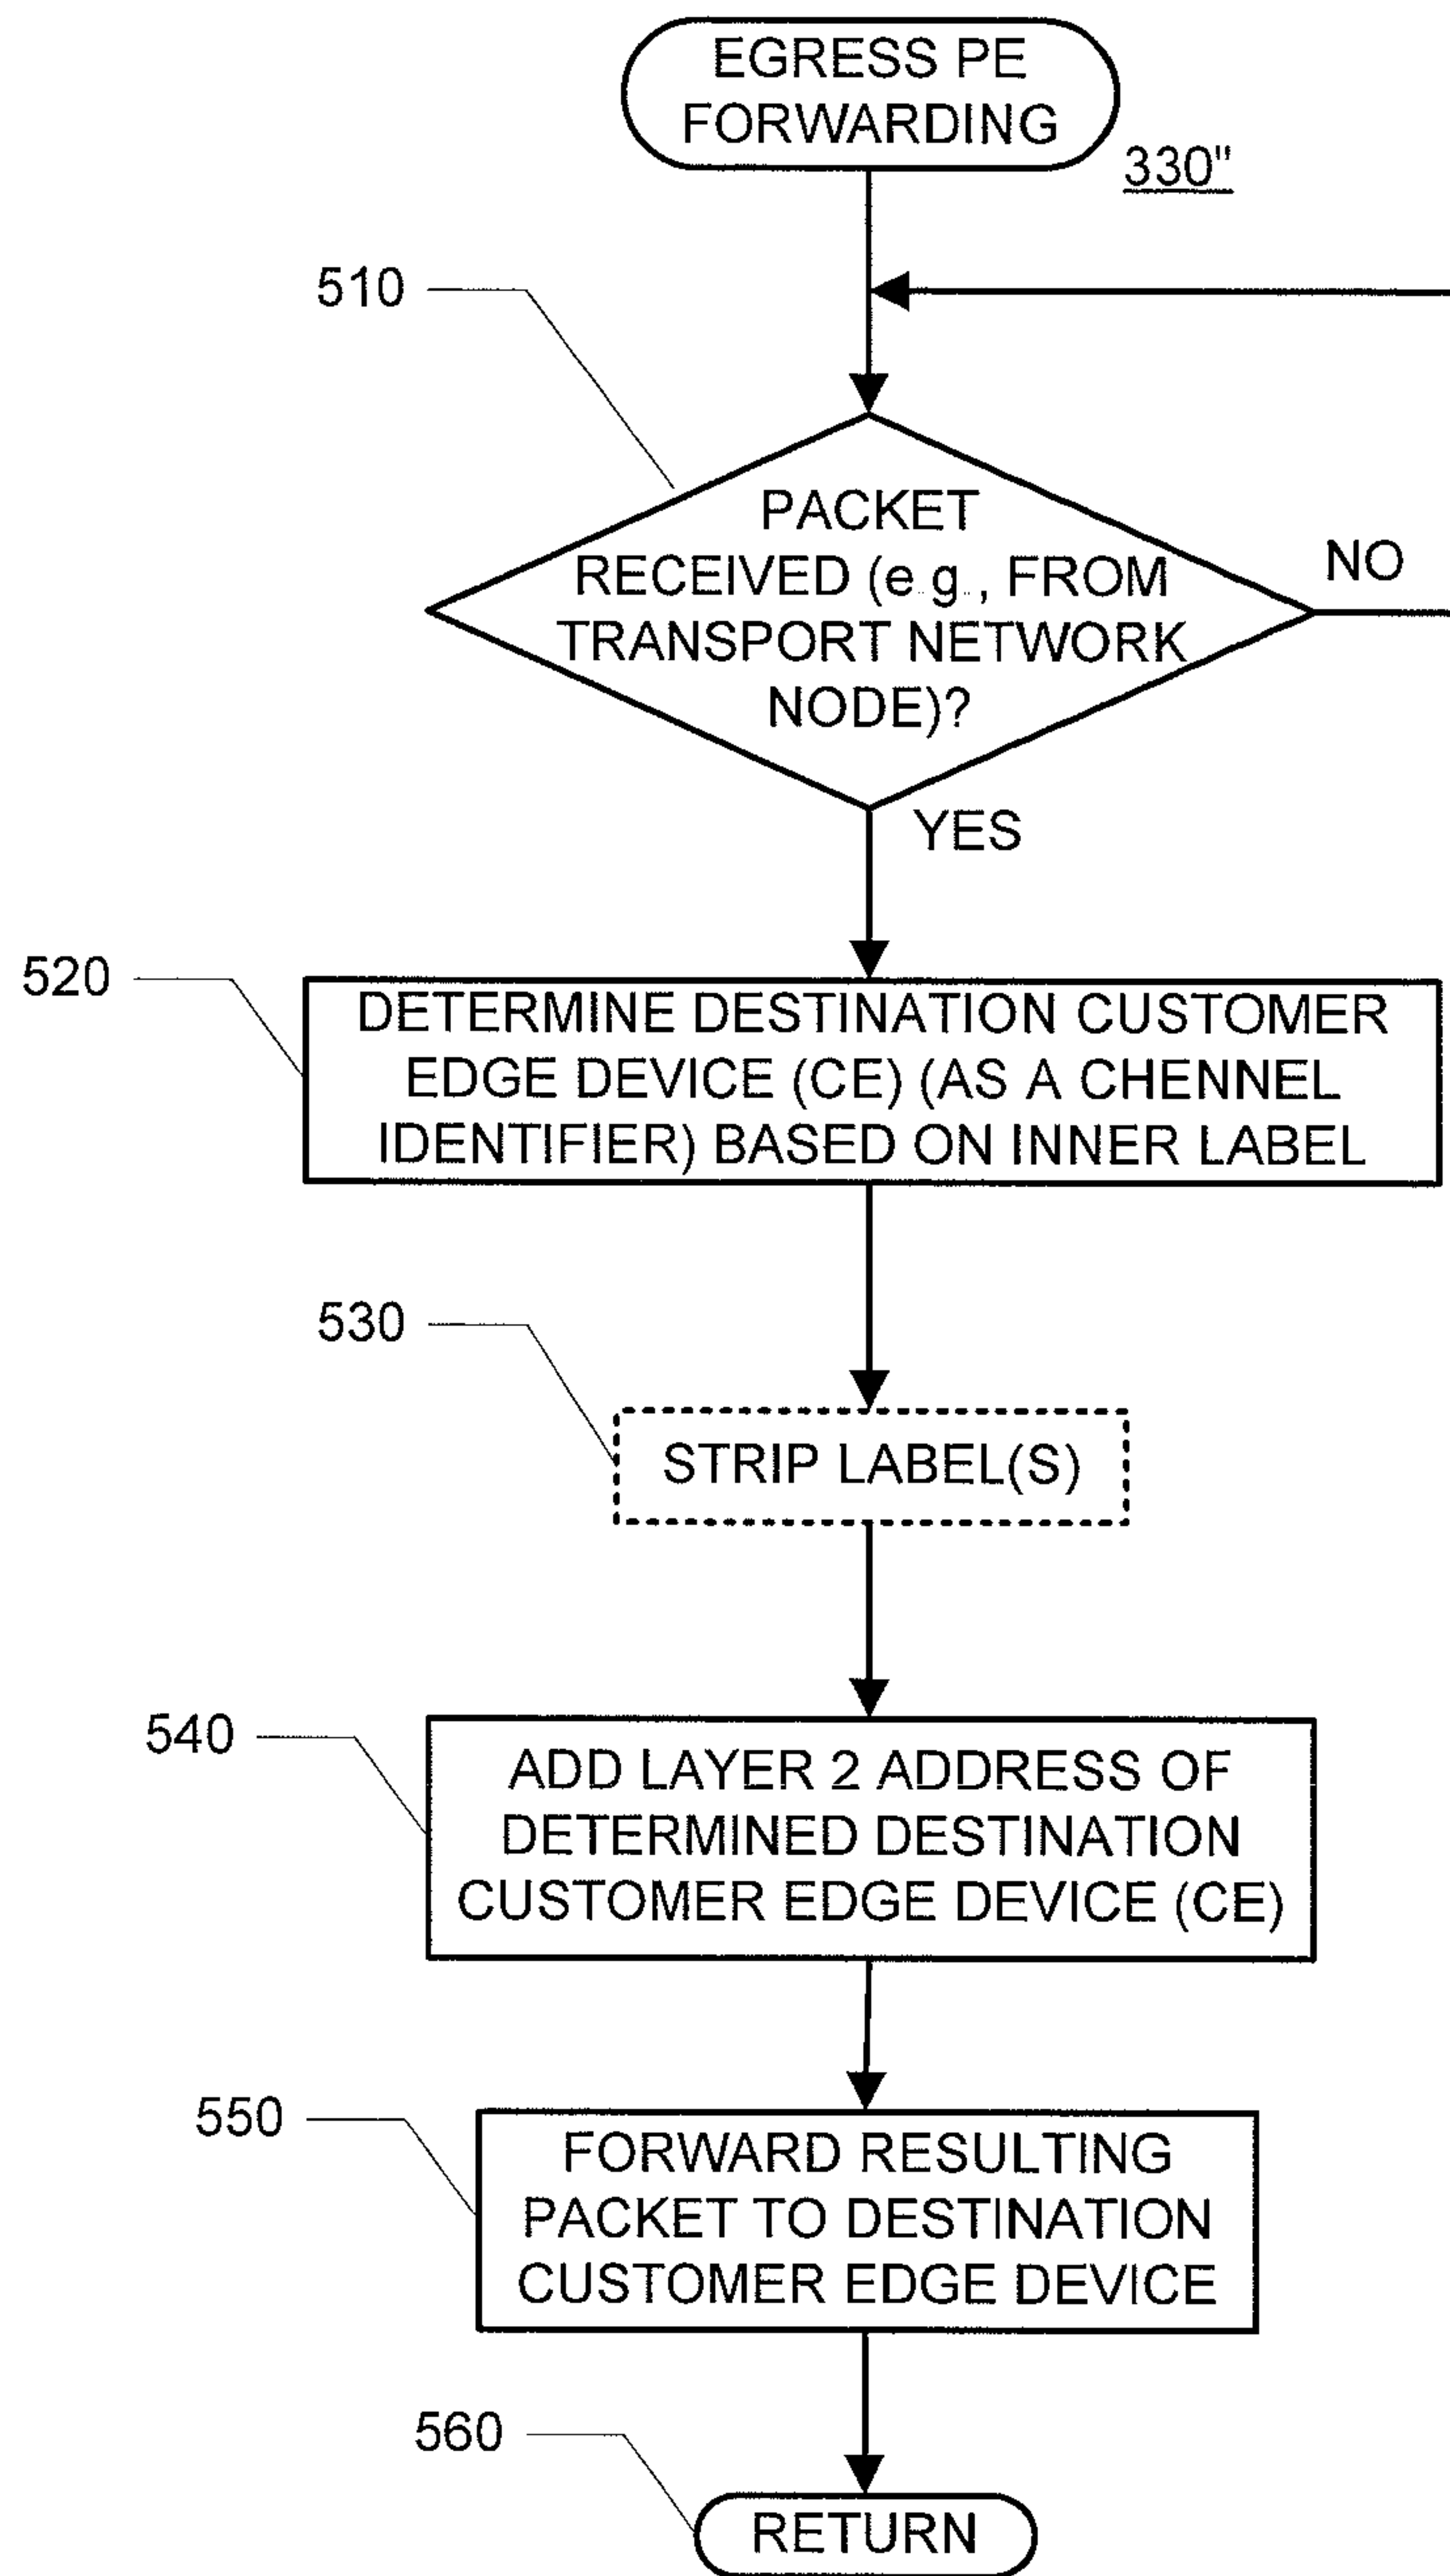 EGRESS PE
FORWARDING
330"
510
PACKET
RECEIVED (e.g., FROM
TRANSPORT NETWORK
NODE)?
NO
YES
520
DETERMINE DESTINATION CUSTOMER
EDGE DEVICE (CE) (AS A CHENNEL
IDENTIFIER) BASED ON INNER LABEL
530
STRIP LABEL(S)
540
ADD LAYER 2 ADDRESS OF
DETERMINED DESTINATION
CUSTOMER EDGE DEVICE (CE)
550
FORWARD RESULTING
PACKET TO DESTINATION
CUSTOMER EDGE DEVICE
560
RETURN